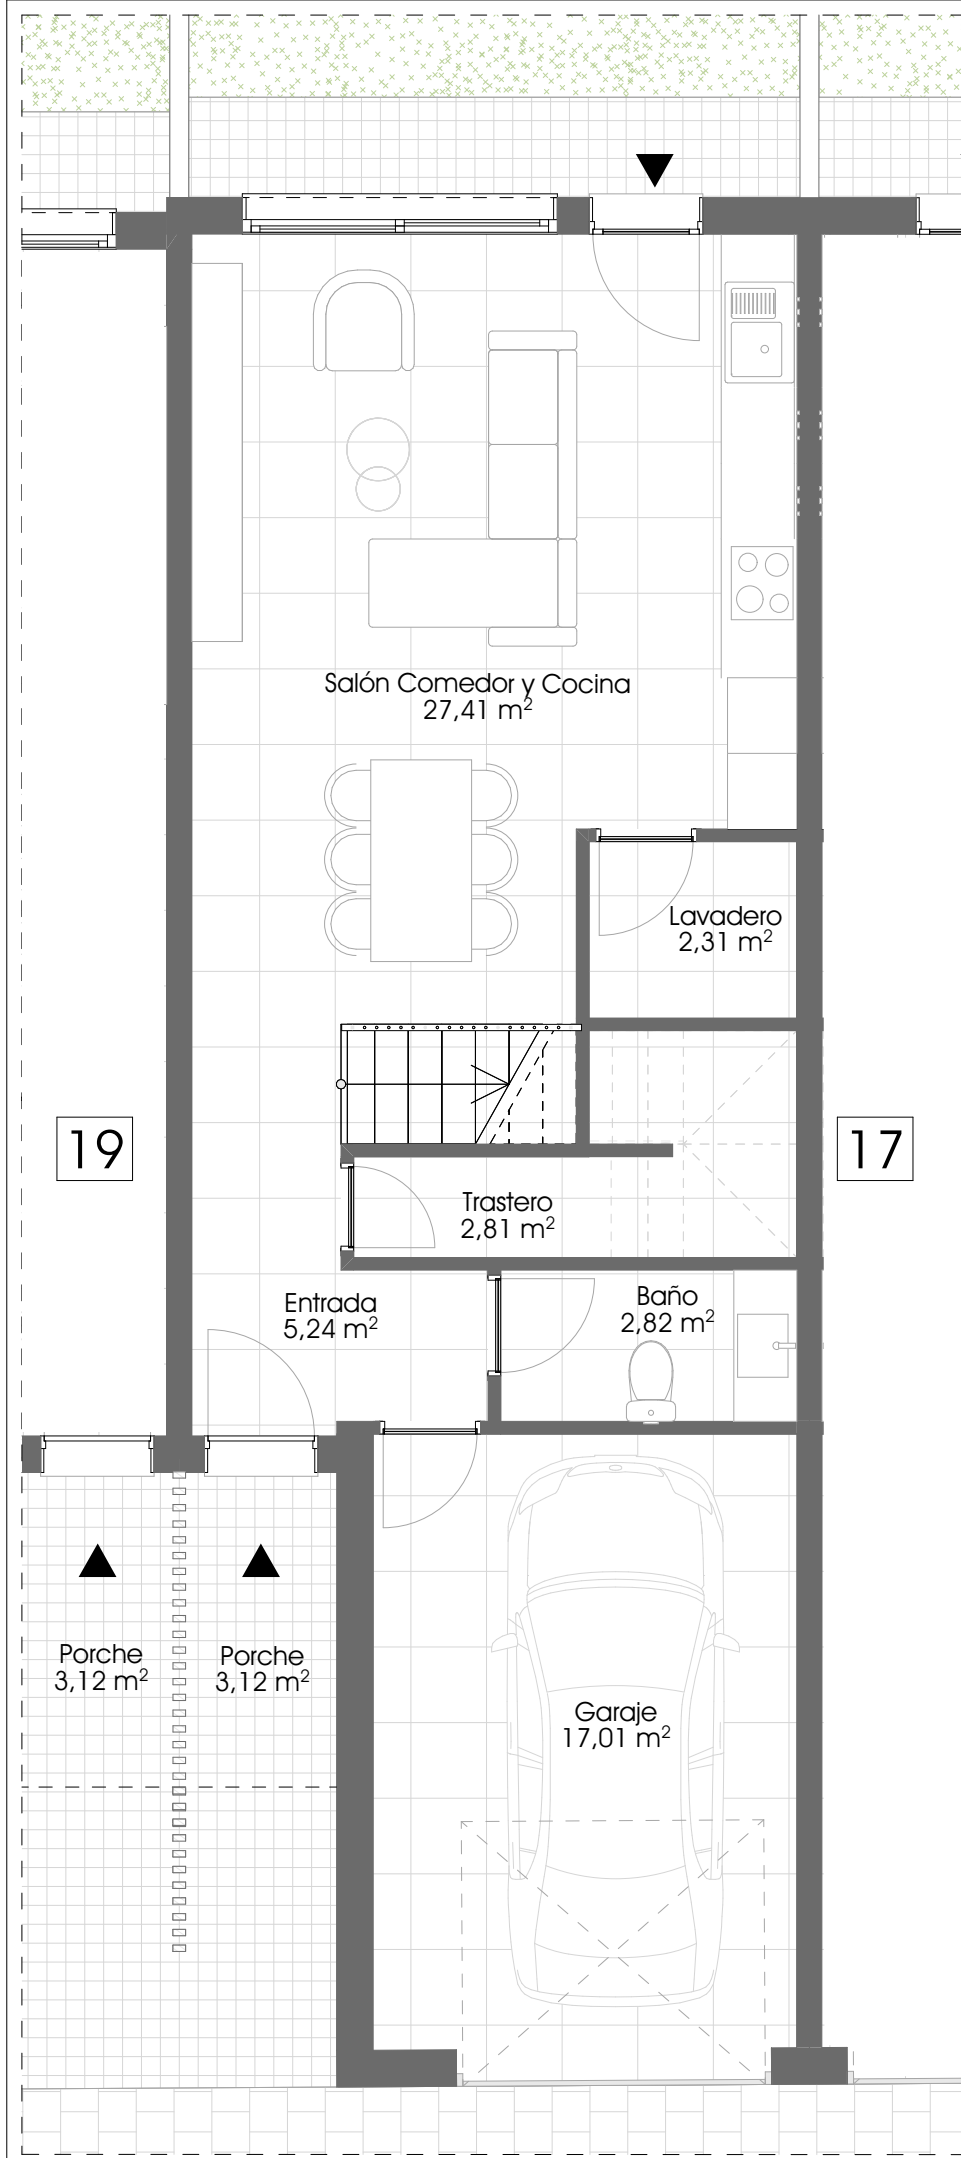 Salón Comedor y Cocina
27,41 m²
Lavadero
2,31 m²
19
17
Trastero
2,81 m²
Entrada
5,24 m²
Baño
2,82 m²
Porche
3,12 m²
Porche
3,12 m²
Garaje
17,01 m²